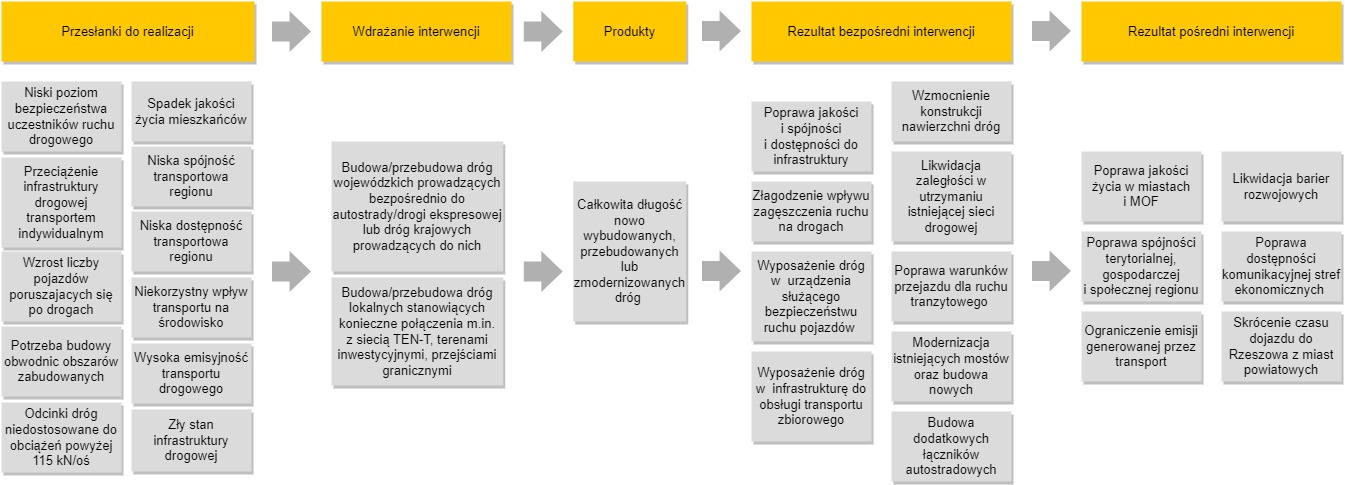 Przesłanki do realizacji
Wdrażanie interwencji
Produkty
Rezultat bezpośredni interwencji
Rezultat pośredni interwencji
Niski poziom
bezpieczeństwa
uczestników ruchu
drogowego
Przeciążenie
infrastruktury
drogowej
transportem
indywidualnym
Wzrost liczby
pojazdów
poruszajacych się
po drogach
Potrzeba budowy
obwodnic obszarów
zabudowanych
Odcinki dróg
niedostosowane do
obciążeń powyżej
115 kN/oś
Spadek jakości
życia mieszkańców
Niska spójność
transportowa
regionu
Niska dostępność
transportowa
regionu
Niekorzystny wpływ
transportu na
środowisko
Wysoka emisyjność
transportu
drogowego
Zły stan
infrastruktury
drogowej
Budowa/przebudowa dróg
wojewódzkich prowadzących
bezpośrednio do
autostrady/drogi ekspresowej
lub dróg krajowych
prowadzących do nich
Budowa/przebudowa dróg
lokalnych stanowiących
konieczne połączenia m.in.
z siecią TEN-T, terenami
inwestycyjnymi, przejściami
granicznymi
Całkowita długość
nowo
wybudowanych,
przebudowanych
lub
zmodernizowanych
dróg
Poprawa jakości
i spójności
i dostępności do
infrastruktury
Złagodzenie wpływu
zagęszczenia ruchu
na drogach
Wyposażenie dróg
w urządzenia
służącego
bezpieczeństwu
ruchu pojazdów
Wyposażenie dróg
w infrastrukturę do
obsługi transportu
zbiorowego
Wzmocnienie
konstrukcji
nawierzchni dróg
Likwidacja
zaległości w
utrzymaniu
istniejącej sieci
drogowej
Poprawa warunków
przejazdu dla ruchu
tranzytowego
Modernizacja
istniejących mostów
oraz budowa
nowych
Budowa
dodatkowych
łączników
autostradowych
Poprawa jakości
życia w miastach
i MOF
Poprawa spójności
terytorialnej,
gospodarczej
i społecznej regionu
Ograniczenie emisji
generowanej przez
transport
Likwidacja barier
rozwojowych
Poprawa
dostępności
komunikacyjnej stref
ekonomicznych
Skrócenie czasu
dojazdu do
Rzeszowa z miast
powiatowych